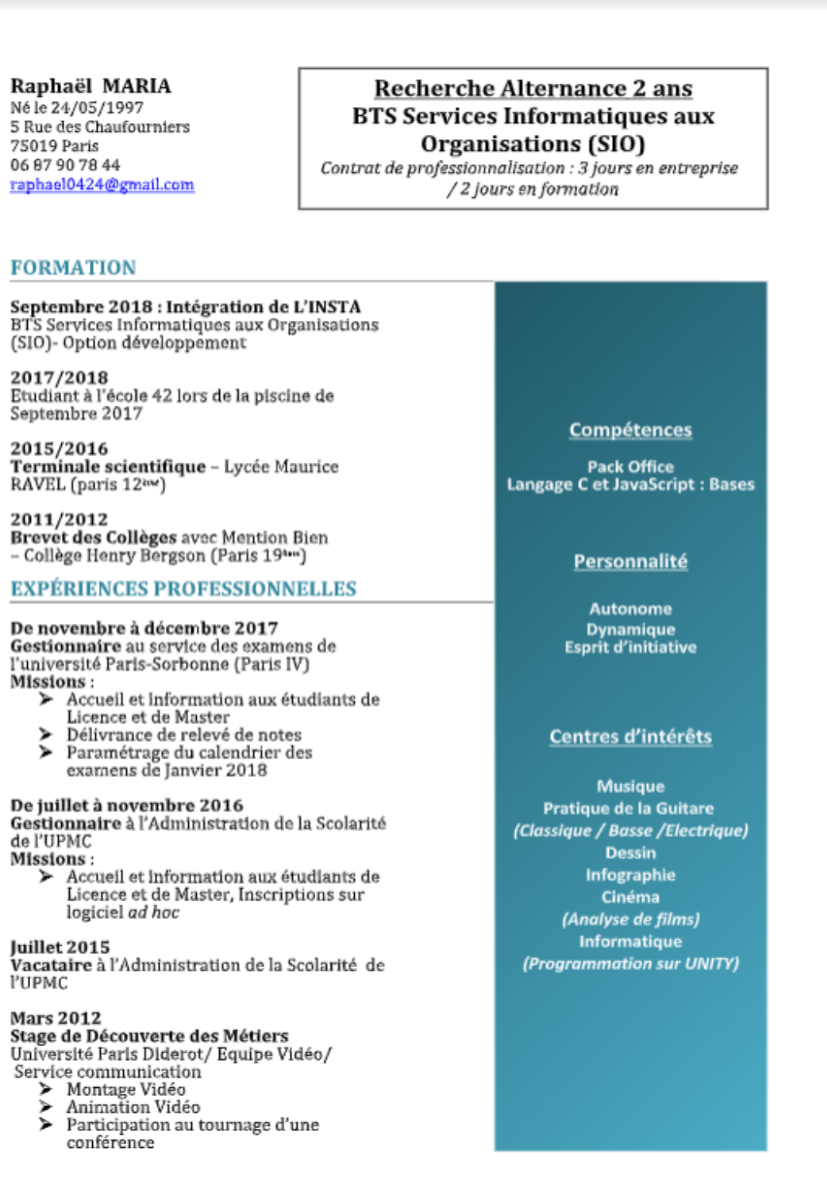 Raphaël MARIA
Né le 24/05/1997
5 Rue des Chaufourniers
75019 Paris
06 87 90 78 44
raphael0424@gmail.com
Recherche Alternance 2 ans
BTS Services Informatiques aux
Organisations (SIO)
Contrat de professionnalisation : 3 jours en entreprise
/ 2 jours en formation
FORMATION
Septembre 2018 : Intégration de L'INSTA
BTS Services Informatiques aux Organisations
(SIO)- Option développement
2017/2018
Etudiant à l'école 42 lors de la piscine de
Septembre 2017
2015/2016
Terminale scientifique – Lycée Maurice
RAVEL (paris 12ème)
2011/2012
Brevet des Collèges avec Mention Bien
– Collège Henry Bergson (Paris 19ème)
EXPÉRIENCES PROFESSIONNELLES
De novembre à décembre 2017
Gestionnaire au service des examens de
l'université Paris-Sorbonne (Paris IV)
Missions :
➢ Accueil et information aux étudiants de
Licence et de Master
➢ Délivrance de relevé de notes
➢ Paramétrage du calendrier des
examens de Janvier 2018
De juillet à novembre 2016
Gestionnaire à l'Administration de la Scolarité
de l'UPMC
Missions :
➢ Accueil et information aux étudiants de
Licence et de Master, Inscriptions sur
logiciel ad hoc
Juillet 2015
Vacataire à l'Administration de la Scolarité de
l'UPMC
Mars 2012
Stage de Découverte des Métiers
Université Paris Diderot/ Equipe Vidéo/
Service communication
➢ Montage Vidéo
➢ Animation Vidéo
➢ Participation au tournage d'une
conférence
Compétences
Pack Office
Langage C et JavaScript : Bases
Personnalité
Autonome
Dynamique
Esprit d'initiative
Centres d'intérêts
Musique
Pratique de la Guitare
(Classique / Basse /Electrique)
Dessin
Infographie
Cinéma
(Analyse de films)
Informatique
(Programmation sur UNITY)